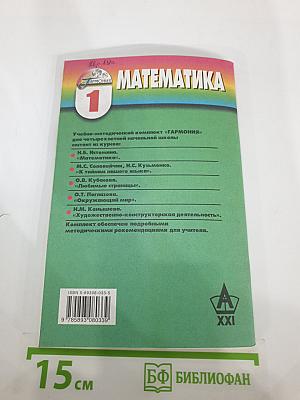 ГАРМОНИЯ
1
МАТЕМАТИКА
Учебно-методический комплект «ГАРМОНИЯ»
для четырехлетней начальной школы
состоит из курсов:
Н.Б. Истомина.
«Математика».
М.С. Соловейчик, Н.С. Кузьменко.
«К тайнам нашего языка».
О.В. Кубасова.
«Любимые страницы».
О.Т. Поглазова.
«Окружающий мир».
Н.М. Конышева.
«Художественно-конструкторская деятельность».
Комплект обеспечен подробными
методическими рекомендациями для учителя.
А
XXI
15 см
БФ БИБЛИОФАН